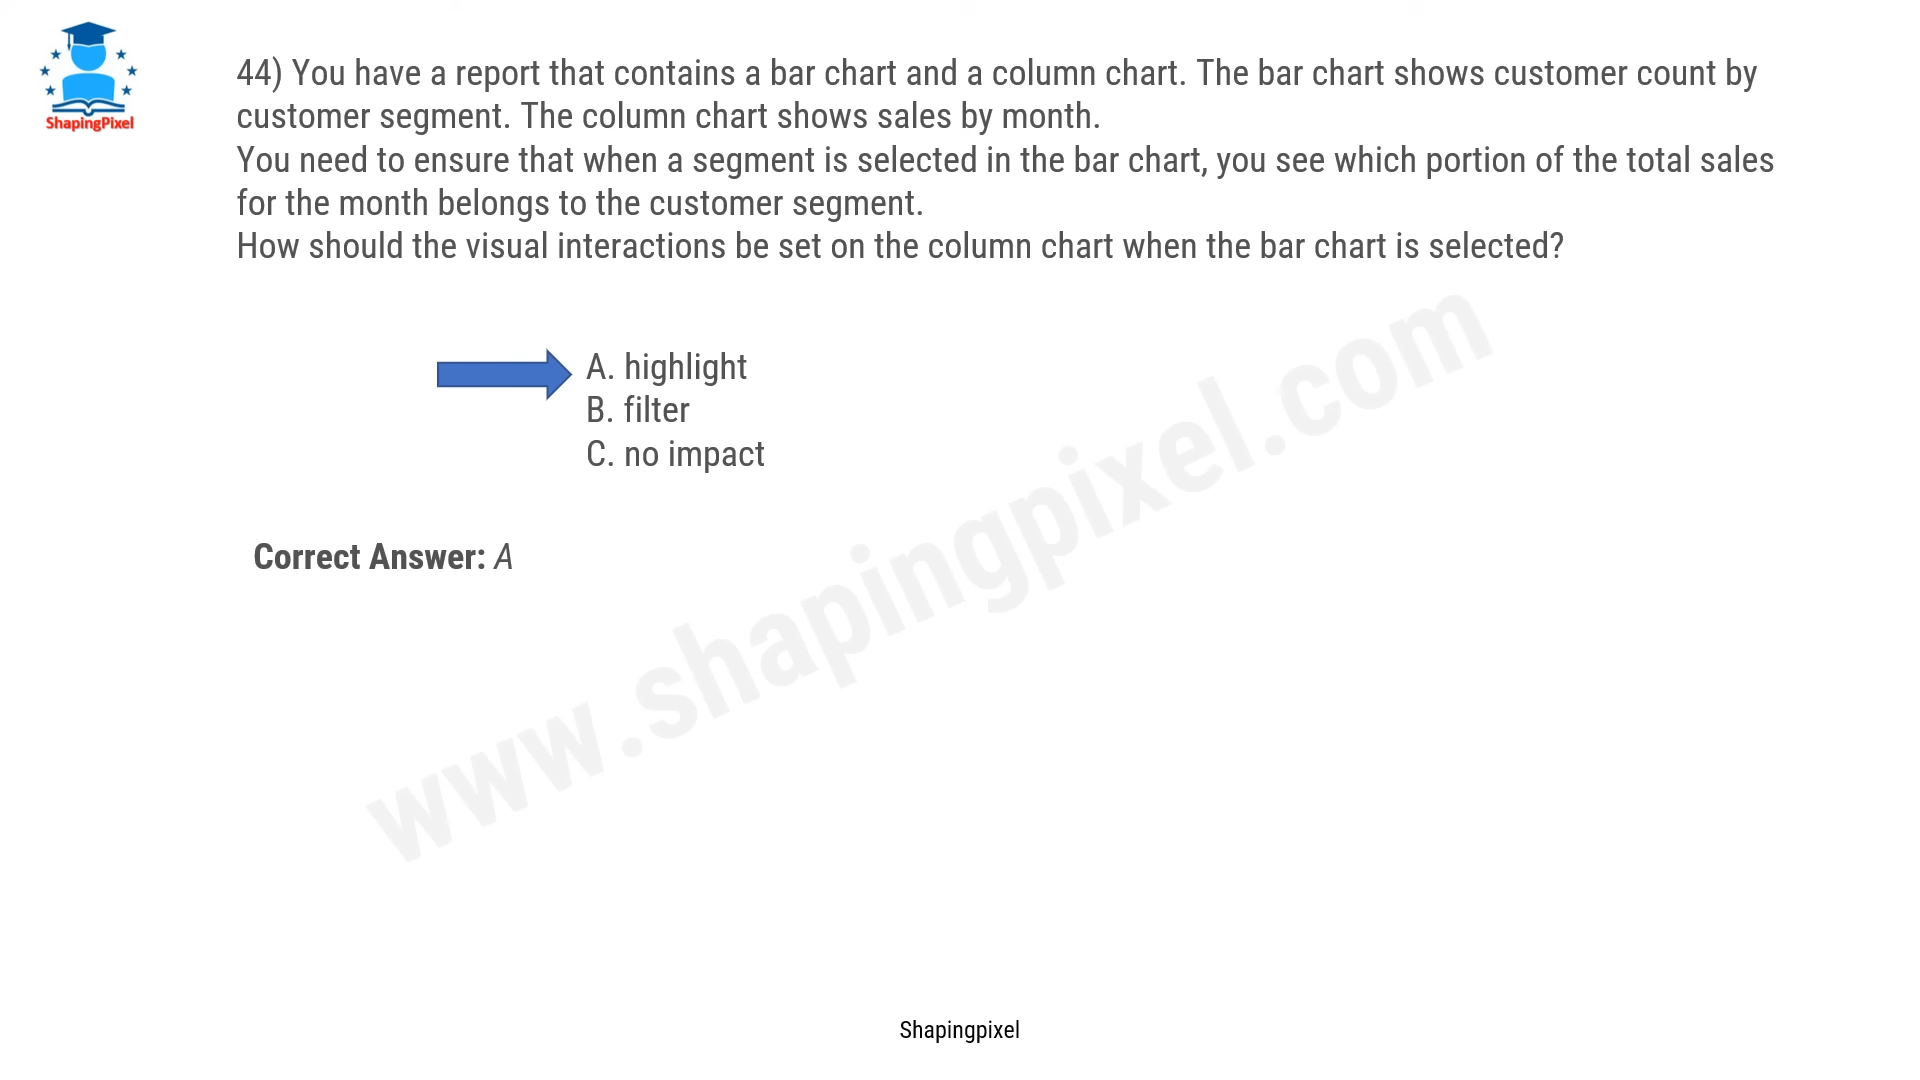 ShapingPixel
44) You have a report that contains a bar chart and a column chart. The bar chart shows customer count by
customer segment. The column chart shows sales by month.
You need to ensure that when a segment is selected in the bar chart, you see which portion of the total sales
for the month belongs to the customer segment.
How should the visual interactions be set on the column chart when the bar chart is selected?
A. highlight
B. filter
C. no impact
Correct Answer: A
www.shapingpixel.com
Shapingpixel